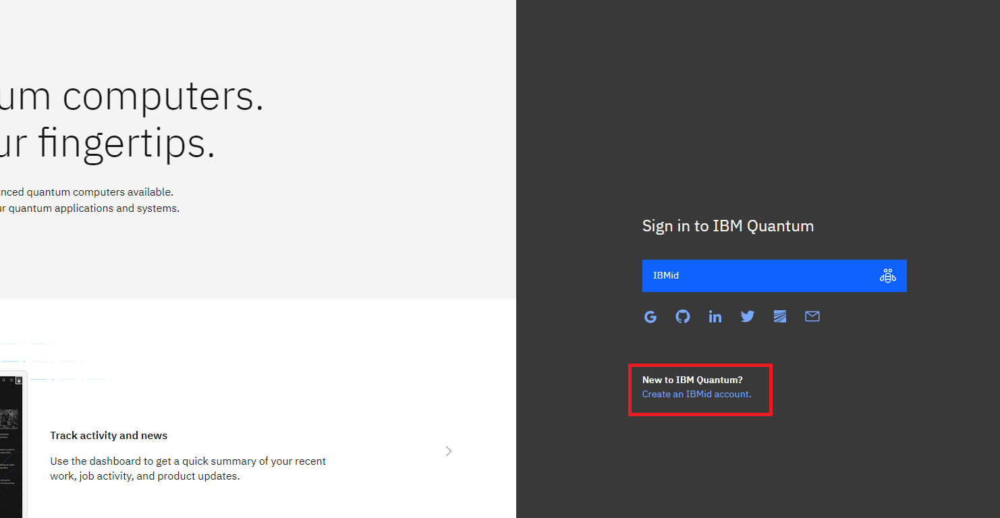 um computers.
ur fingertips.
nced quantum computers available.
ur quantum applications and systems.
Track activity and news
Use the dashboard to get a quick summary of your recent
work, job activity, and product updates.
Sign in to IBM Quantum
IBMid
New to IBM Quantum?
Create an IBMid account.